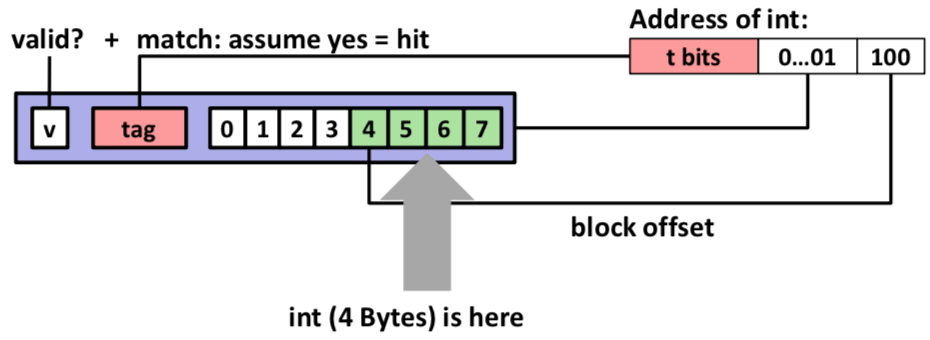 Address of int:
valid? + match: assume yes = hit
t bits 0...01 100
v tag 0 1 2 3 4 5 6 7
block offset
int (4 Bytes) is here